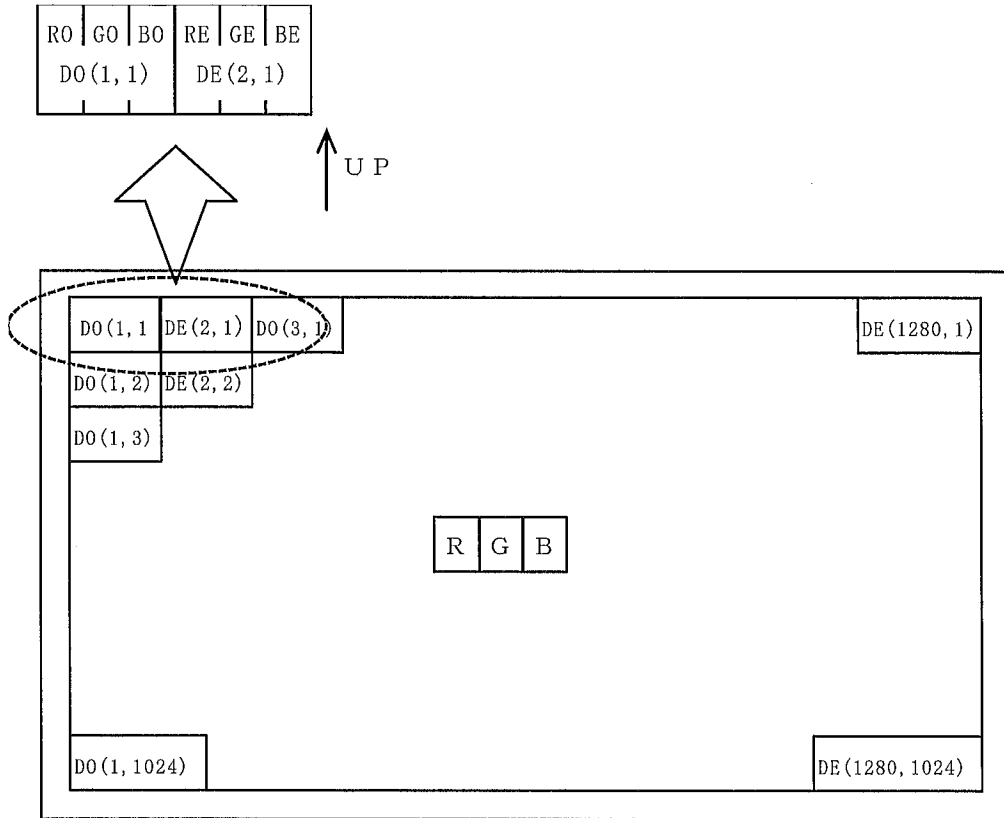 RO GO BO RE GE BE
DO(1,1) DE(2,1)
UP
DO(1,1 DE(2,1) DO(3,1) DE(1280,1)
DO(1,2) DE(2,2)
DO(1,3)
R G B
DO(1,1024) DE(1280,1024)